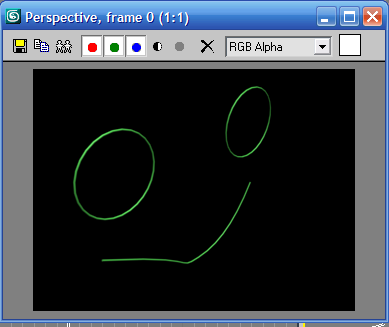 Perspective, frame 0 (1:1)
RGB Alpha